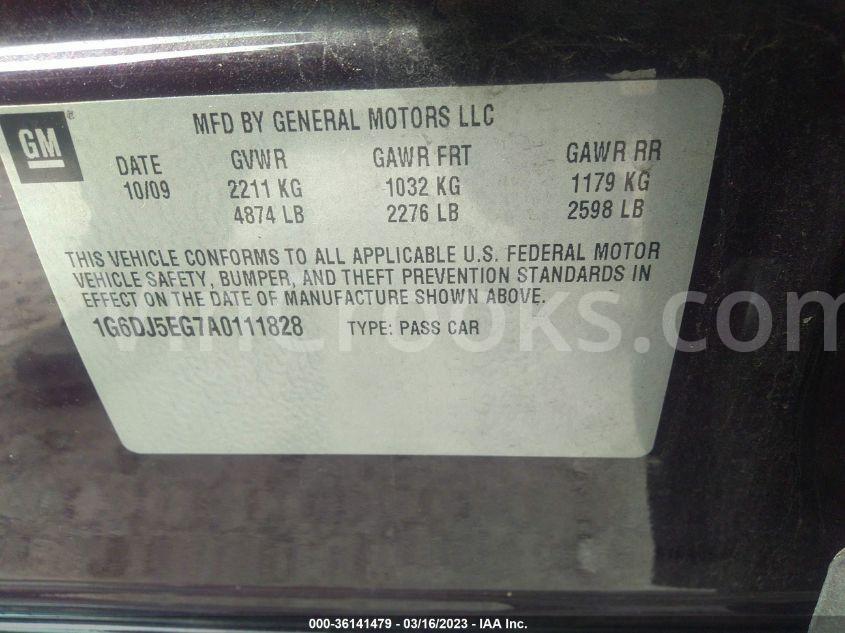 GM®
MFD BY GENERAL MOTORS LLC
DATE GVWR GAWR FRT GAWR RR
10/09 2211 KG 1032 KG 1179 KG
4874 LB 2276 LB 2598 LB
THIS VEHICLE CONFORMS TO ALL APPLICABLE U.S. FEDERAL MOTOR
VEHICLE SAFETY, BUMPER, AND THEFT PREVENTION STANDARDS IN
EFFECT ON THE DATE OF MANUFACTURE SHOWN ABOVE.
1G6DJ5EG7A0111828 TYPE: PASS CAR
000-36141479 - 03/16/2023 - IAA Inc.